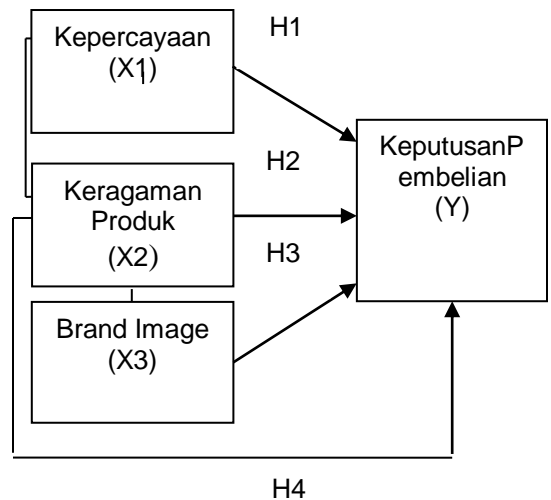 Kepercayaan
(X1)
H1
H2
Keragaman
Produk
(X2)
H3
Brand Image
(X3)
KeputusanP
embelian
(Y)
H4